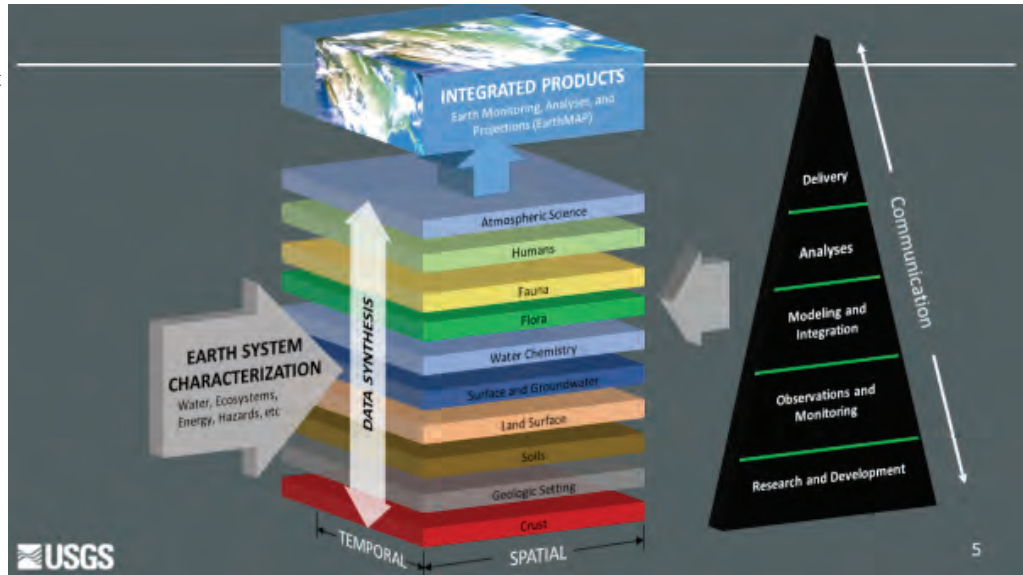 INTEGRATED PRODUCTS
Earth Monitoring, Analyses, and
Projections (EarthMAP)
Atmospheric Science
Humans
Fauna
Flora
Water Chemistry
Surface and Groundwater
Land Surface
Soils
Geologic Setting
Crust
DATA SYNTHESIS
EARTH SYSTEM
CHARACTERIZATION
Water, Ecosystems,
Energy, Hazards, etc
TEMPORAL
SPATIAL
Delivery
Analyses
Modeling and
Integration
Observations and
Monitoring
Research and Development
Communication
USGS
5